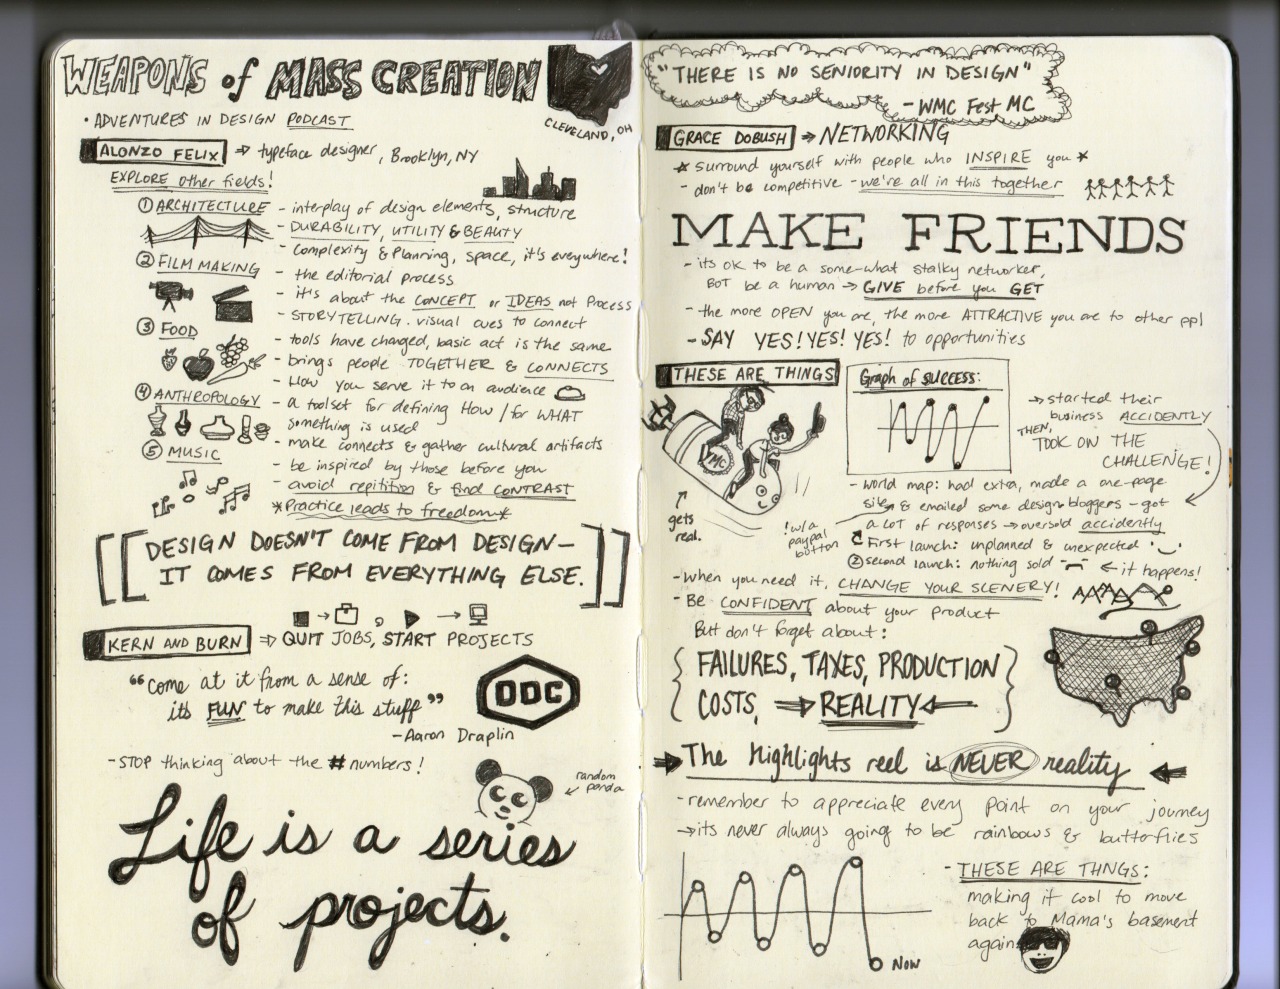 WEAPONS of MASS CREATION
CLEVELAND, OH
• ADVENTURES IN DESIGN PODCAST
ALONZO FELIX ⇒ typeface designer, Brooklyn, NY
EXPLORE other fields!
① ARCHITECTURE - interplay of design elements, structure
- DURABILITY, UTILITY & BEAUTY
- Complexity & Planning, space, it's everywhere!
② FILM MAKING - the editorial process
- it's about the CONCEPT or IDEAS not Process
- STORYTELLING. visual cues to connect
③ FOOD - tools have changed, basic act is the same
- brings people TOGETHER & CONNECTS
- How you serve it to an audience
④ ANTHROPOLOGY - a toolset for defining How / for WHAT
something is used
- make connects & gather cultural artifacts
⑤ MUSIC - be inspired by those before you
- avoid repitition & find CONTRAST
*Practice leads to freedom*
[[DESIGN DOESN'T COME FROM DESIGN—
IT COMES FROM EVERYTHING ELSE.]]
KERN AND BURN ⇒ QUIT JOBS, START PROJECTS
"come at it from a sense of:
its FUN to make this stuff"
-Aaron Draplin
DDC
-STOP thinking about the # numbers!
random
panda
Life is a series
of projects.
"THERE IS NO SENIORITY IN DESIGN"
- WMC Fest MC
GRACE DOBUSH ⇒ NETWORKING
★ surround yourself with people who INSPIRE you ★
- don't be competitive - we're all in this together
MAKE FRIENDS
- its OK to be a some-what stalky networker,
BOT be a human → GIVE before you GET
- the more OPEN you are, the more ATTRACTIVE you are to other ppl
- SAY YES! YES! YES! to opportunities
THESE ARE THINGS
WMC
gets
real.
Graph of success:
→ started their
business ACCIDENTLY
THEN,
TOOK ON THE
CHALLENGE!
- world map: had extra, made a one-page
site & emailed some design bloggers - got
a LOT of responses → oversold accidently
! w/a
paypal
button
① First launch: unplanned & unexpected
② second launch: nothing sold ← it happens!
- when you need it, CHANGE YOUR SCENERY!
- Be CONFIDENT about your product
But don't forget about:
{FAILURES, TAXES, PRODUCTION
COSTS, ⇒REALITY⇐}
→ The highlights reel is NEVER reality ←
- remember to appreciate every point on your journey
→ its never always going to be rainbows & butterflies
Now
- THESE ARE THNGS:
making it cool to move
back to Mama's basement
again.